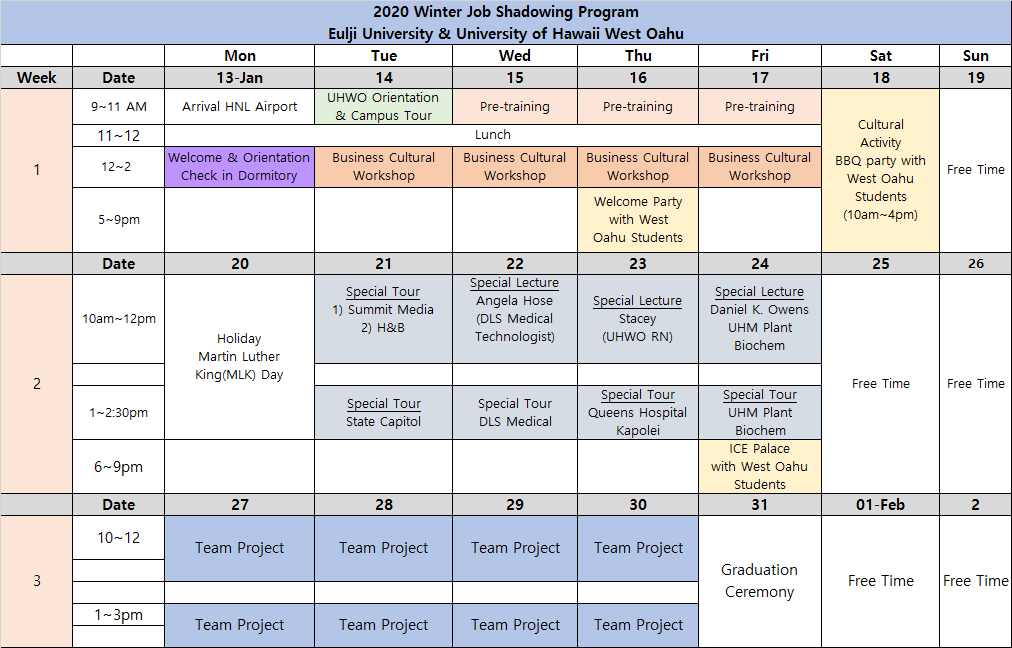 2020 Winter Job Shadowing Program
Eulji University & University of Hawaii West Oahu
Mon Tue Wed Thu Fri Sat Sun
Week Date 13-Jan 14 15 16 17 18 19
1
9~11 AM
Arrival HNL Airport
UHWO Orientation
& Campus Tour
Pre-training
Pre-training
Pre-training
Cultural
Activity
BBQ party with
West Oahu
Students
(10am~4pm)
Free Time
11~12
Lunch
12~2
Welcome & Orientation
Check in Dormitory
Business Cultural
Workshop
Business Cultural
Workshop
Business Cultural
Workshop
Business Cultural
Workshop
5~9pm
Welcome Party
with West
Oahu Students
Date 20 21 22 23 24 25 26
2
10am~12pm
Holiday
Martin Luther
King(MLK) Day
Special Tour
1) Summit Media
2) H&B
Special Lecture
Angela Hose
(DLS Medical
Technologist)
Special Lecture
Stacey
(UHWO RN)
Special Lecture
Daniel K. Owens
UHM Plant
Biochem
Free Time
Free Time
1~2:30pm
Special Tour
State Capitol
Special Tour
DLS Medical
Special Tour
Queens Hospital
Kapolei
Special Tour
UHM Plant
Biochem
6~9pm
ICE Palace
with West Oahu
Students
Date 27 28 29 30 31 01-Feb 2
3
10~12
Team Project
Team Project
Team Project
Team Project
Graduation
Ceremony
Free Time
Free Time
1~3pm
Team Project
Team Project
Team Project
Team Project